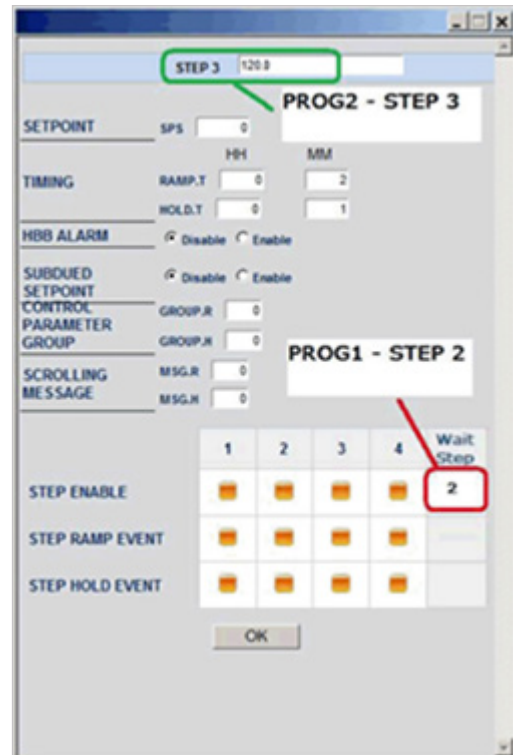 STEP 3 120.0
PROG2 - STEP 3
SETPOINT SPS 0
HH MM
TIMING RAMP.T 0 2
HOLD.T 0 1
HBB ALARM Disable Enable
SUBDUED SETPOINT Disable Enable
CONTROL PARAMETER GROUP GROUP.R 0
GROUP.H 0
PROG1 - STEP 2
SCROLLING MESSAGE MSG.R 0
MSG.H 0
1 2 3 4 Wait Step
STEP ENABLE 2
STEP RAMP EVENT
STEP HOLD EVENT
OK